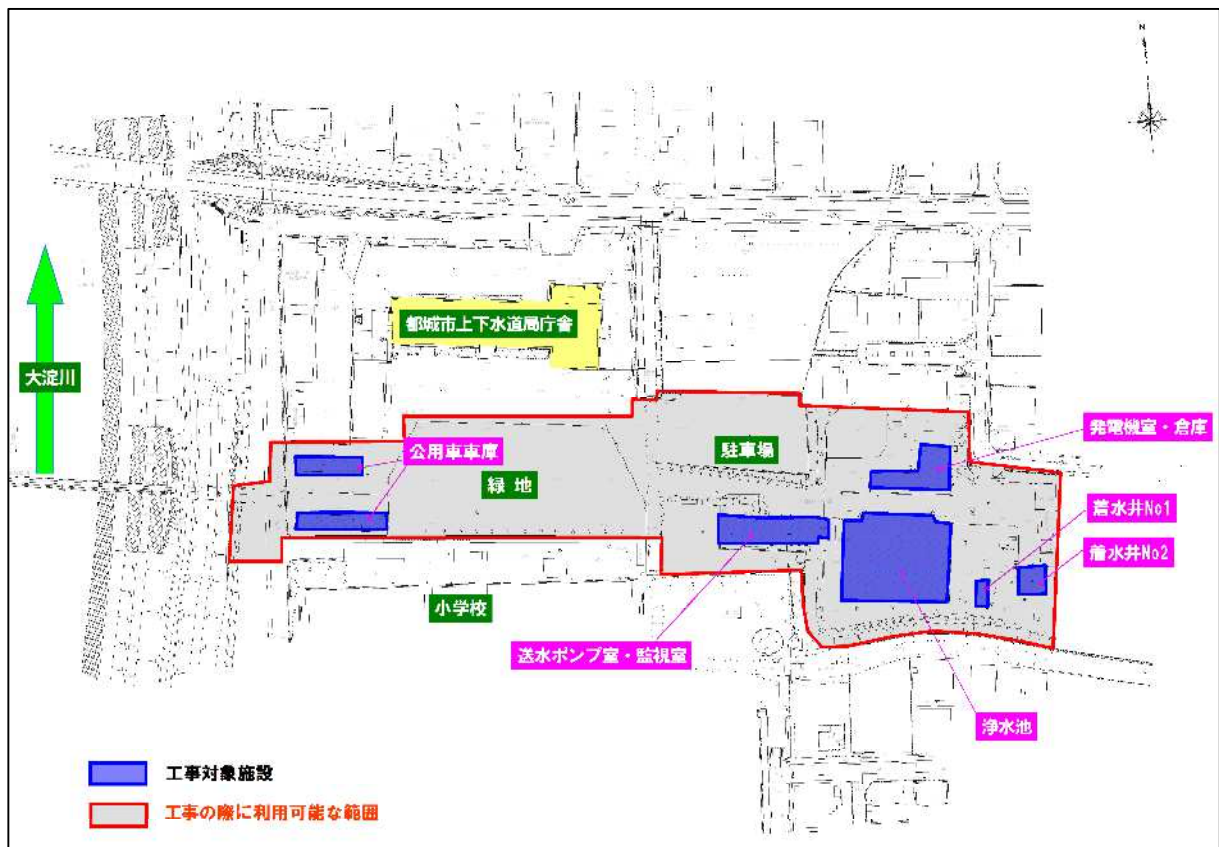 N
大淀川
都城市上下水道局庁舎
公用車車庫
緑 地
駐車場
発電機室・倉庫
着水井No1
着水井No2
小学校
送水ポンプ室・監視室
浄水池
工事対象施設
工事の際に利用可能な範囲